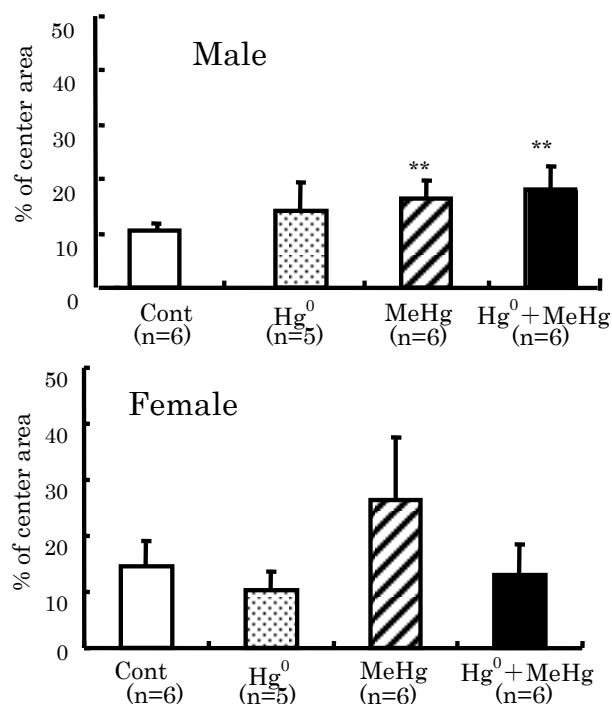 50
Male
40
30
% of center area
** **
20
10
0
Cont Hg⁰ MeHg Hg⁰+MeHg
(n=6) (n=5) (n=6) (n=6)
50
Female
40
30
% of center area
20
10
0
Cont Hg⁰ MeHg Hg⁰+MeHg
(n=6) (n=5) (n=6) (n=6)